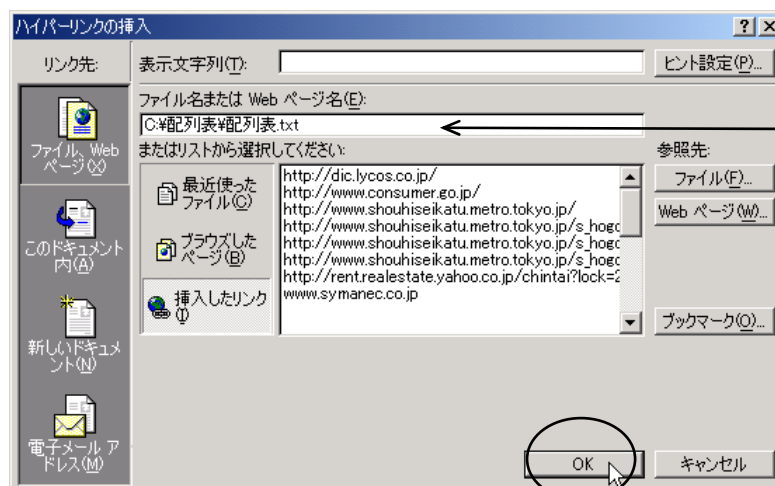 ハイパーリンクの挿入
リンク先:
表示文字列(T):
ヒント設定(P)...
ファイル名または Web ページ名(E):
C:¥配列表¥配列表.txt
またはリストから選択してください:
参照先:
ファイル、Web
ページ(X)
このドキュメント
内(A)
新しいドキュメ
ント(N)
電子メール ア
ドレス(M)
最近使った
ファイル(C)
ブラウズした
ページ(B)
挿入したリンク
(I)
http://dic.lycos.co.jp/
http://www.consumer.go.jp/
http://www.shouhiseikatu.metro.tokyo.jp/
http://www.shouhiseikatu.metro.tokyo.jp/s_hogo
http://www.shouhiseikatu.metro.tokyo.jp/s_hogo
http://www.shouhiseikatu.metro.tokyo.jp/s_hogo
http://rent.realestate.yahoo.co.jp/chintai?lock=2
www.symanec.co.jp
ファイル(F)...
Web ページ(W)...
ブックマーク(O)...
OK
キャンセル